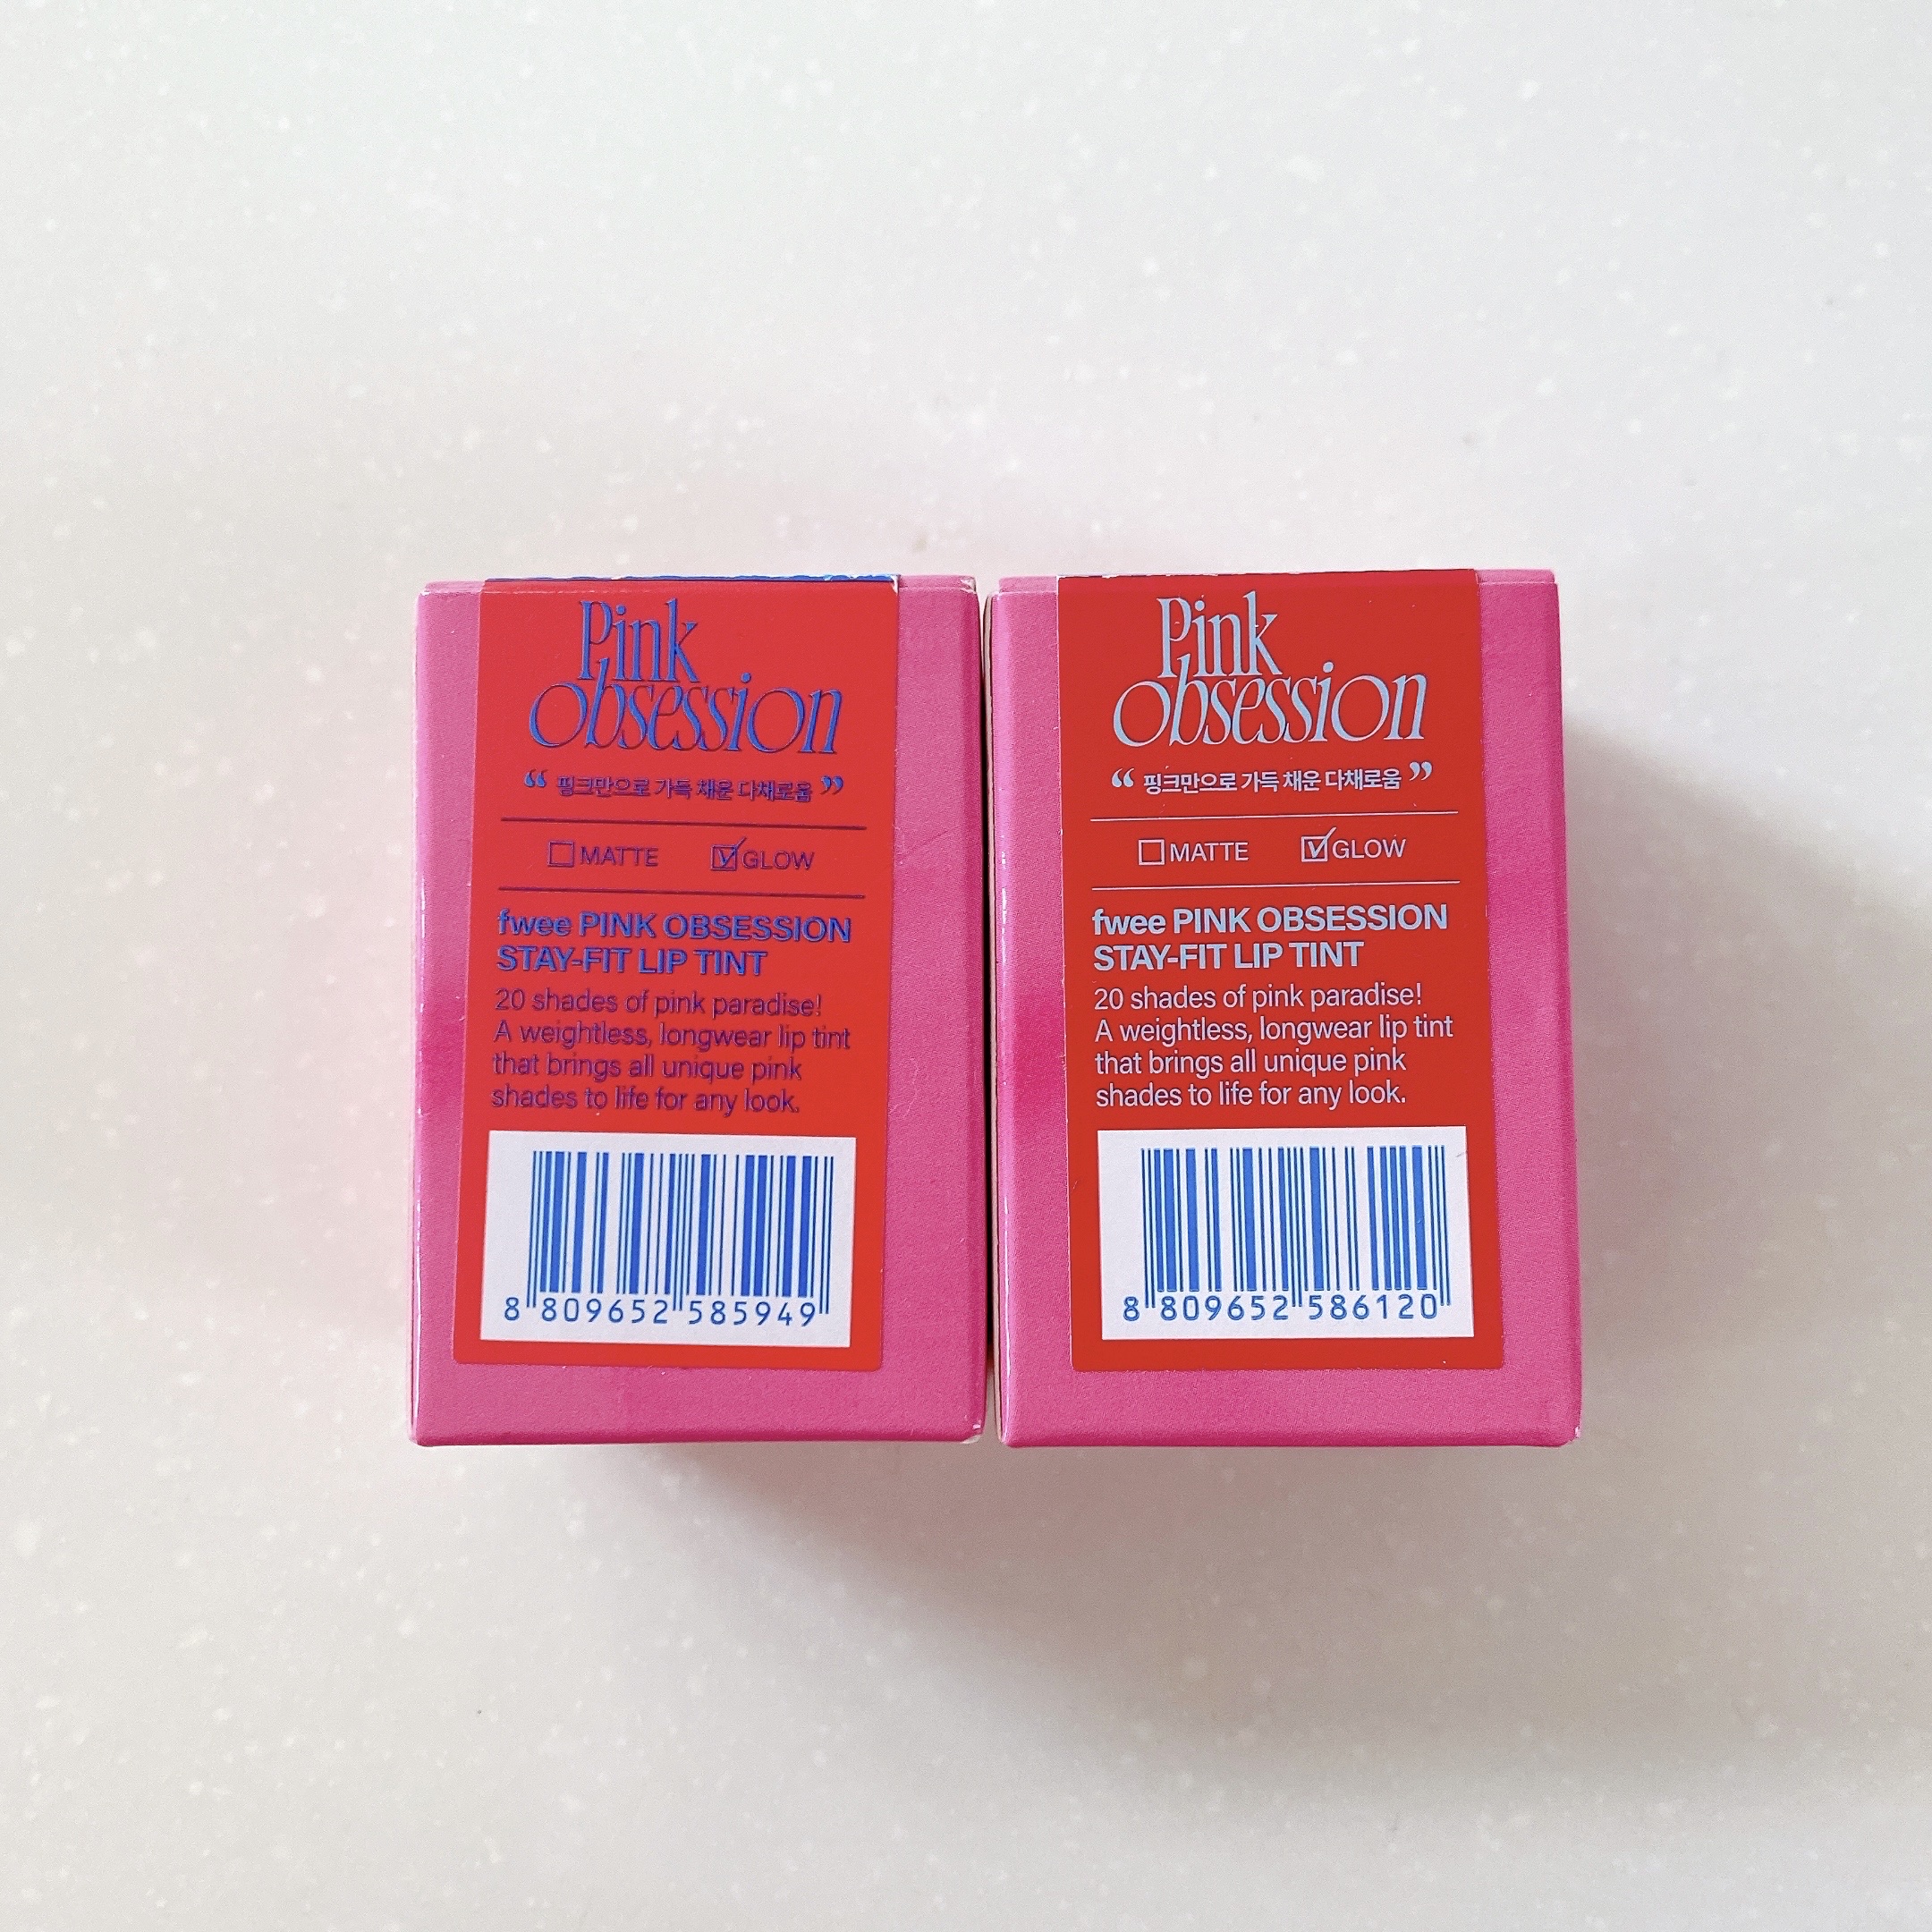 Pink
obsession
“ 핑크만으로 가득 채운 다채로움 ”
MATTE GLOW
fwee PINK OBSESSION
STAY-FIT LIP TINT
20 shades of pink paradise!
A weightless, longwear lip tint
that brings all unique pink
shades to life for any look.
8 809652 585949
Pink
obsession
“ 핑크만으로 가득 채운 다채로움 ”
MATTE GLOW
fwee PINK OBSESSION
STAY-FIT LIP TINT
20 shades of pink paradise!
A weightless, longwear lip tint
that brings all unique pink
shades to life for any look.
8 809652 586120